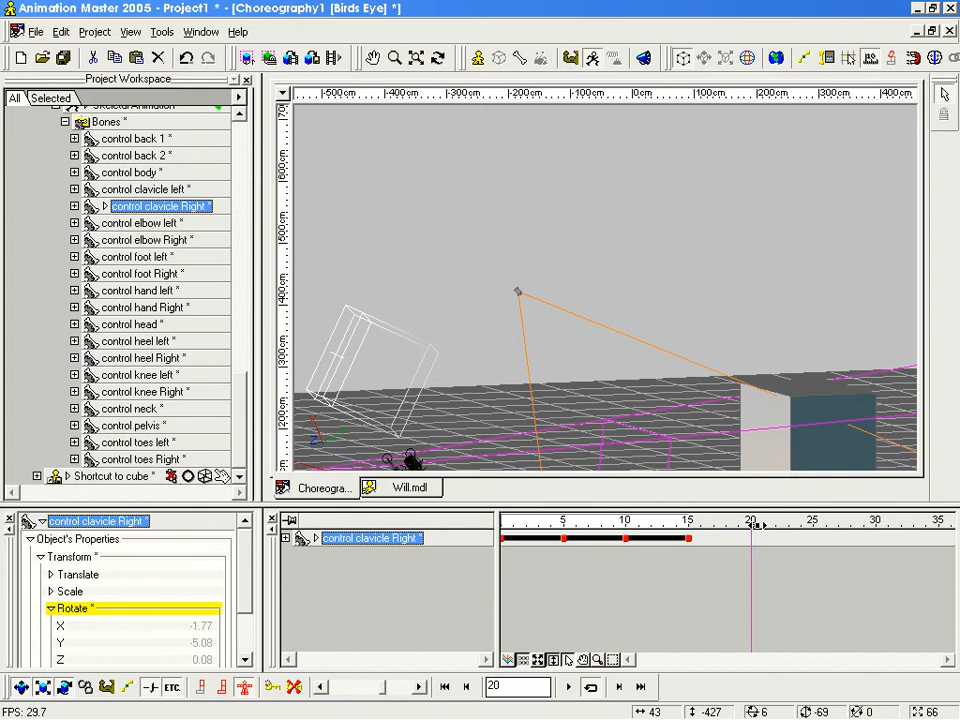 Animation Master 2005 - Project1 * - [Choreography1 [Birds Eye] *]
File Edit Project View Tools Window Help
Project Workspace
All Selected
Bones *
control back 1 *
control back 2 *
control body *
control clavicle left *
control clavicle Right *
control elbow left *
control elbow Right *
control foot left *
control foot Right *
control hand left *
control hand Right *
control head *
control heel left *
control heel Right *
control knee left *
control knee Right *
control neck *
control pelvis *
control toes left *
control toes Right *
Shortcut to cube *
-500cm -400cm -300cm -200cm -100cm 0cm 100cm 200cm 300cm 400cm
Choreogra... Will.mdl
control clavicle Right *
Object's Properties
Transform *
Translate
Scale
Rotate *
X -1.77
Y -5.08
Z 0.08
control clavicle Right *
5 10 15 20 25 30 35
ETC.
20
FPS: 29.7
43 -427 6 -69 0 66